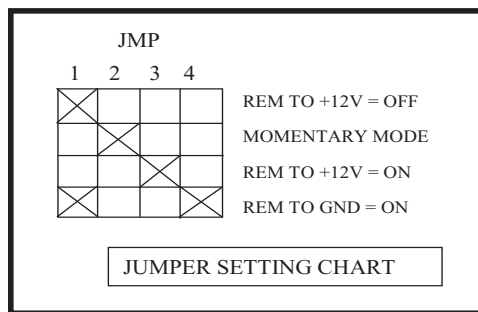 JMP
1 2 3 4
REM TO +12V = OFF
MOMENTARY MODE
REM TO +12V = ON
REM TO GND = ON
JUMPER SETTING CHART